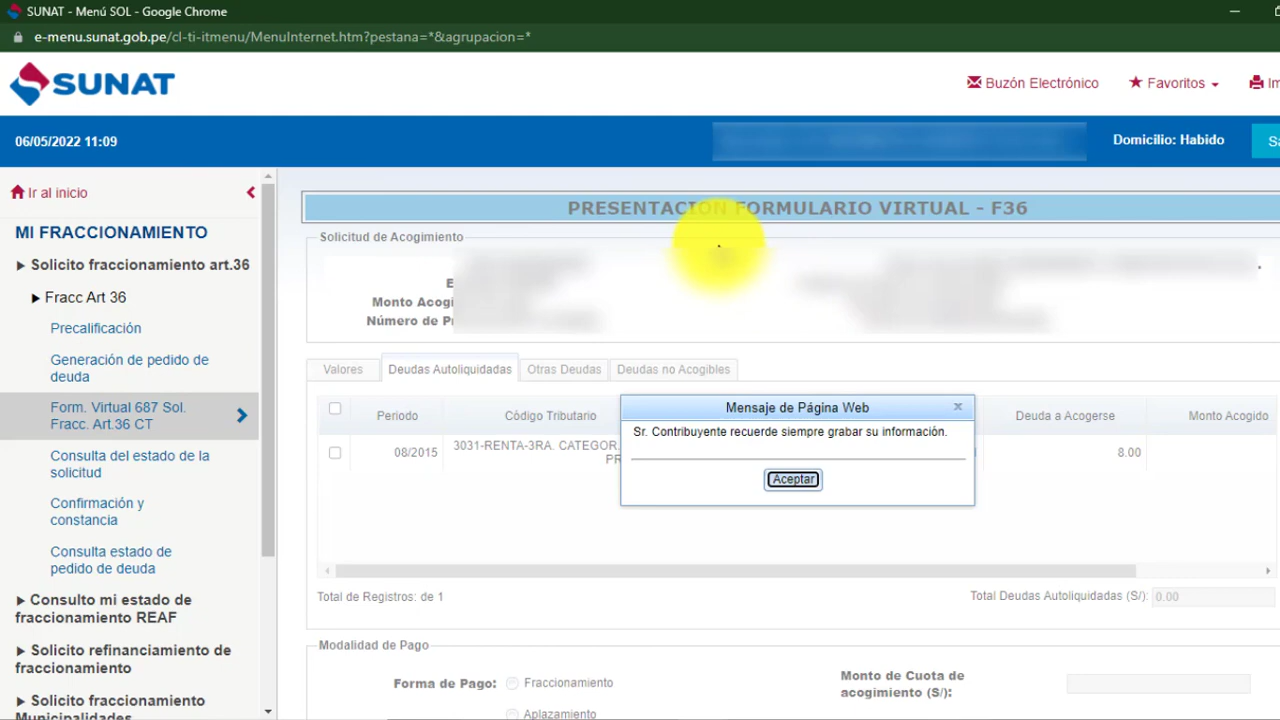 SUNAT - Menú SOL - Google Chrome
e-menu.sunat.gob.pe/cl-ti-itmenu/MenuInternet.htm?pestana=*&agrupacion=*
SUNAT
Buzón Electrónico
Favoritos
06/05/2022 11:09
Domicilio: Habido
Ir al inicio
MI FRACCIONAMIENTO
Solicito fraccionamiento art.36
Fracc Art 36
Precalificación
Generación de pedido de
deuda
Form. Virtual 687 Sol.
Fracc. Art.36 CT
Consulta del estado de la
solicitud
Confirmación y
constancia
Consulta estado de
pedido de deuda
Consulto mi estado de
fraccionamiento REAF
Solicito refinanciamiento de
fraccionamiento
Solicito fraccionamiento
Municipalidades
PRESENTACION FORMULARIO VIRTUAL - F36
Solicitud de Acogimiento
Monto Acogi
Número de P
Valores
Deudas Autoliquidadas
Otras Deudas
Deudas no Acogibles
Periodo
Código Tributario
Deuda a Acogerse
Monto Acogido
08/2015
3031-RENTA-3RA. CATEGOR.
PR
8.00
Mensaje de Página Web
Sr. Contribuyente recuerde siempre grabar su información.
Aceptar
Total de Registros: de 1
Total Deudas Autoliquidadas (S/):
0.00
Modalidad de Pago
Forma de Pago:
Fraccionamiento
Aplazamiento
Monto de Cuota de
acogimiento (S/):